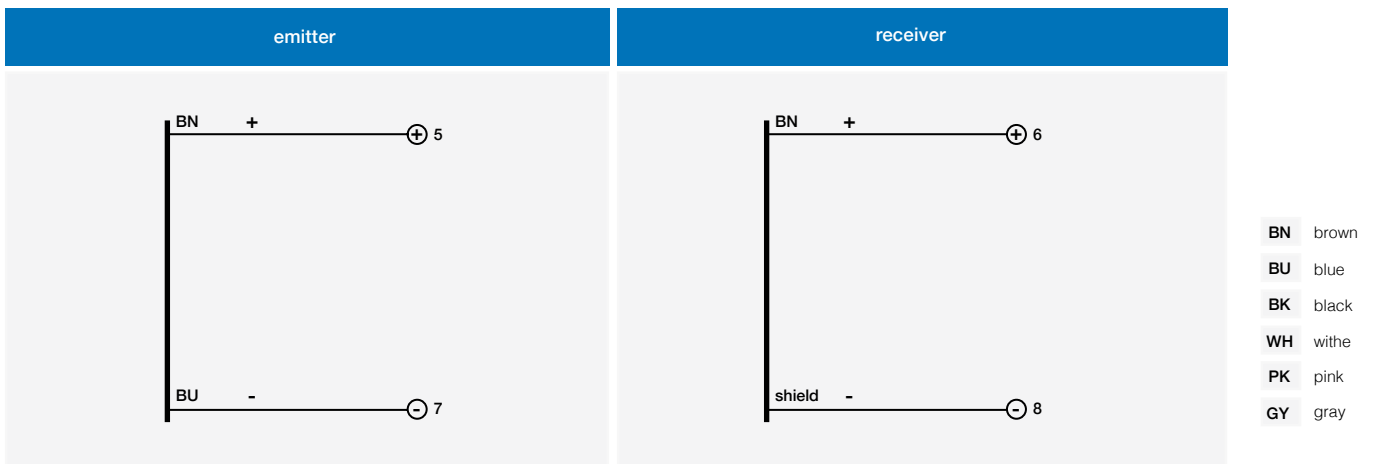 emitter
BN + + 5
BU - - 7
receiver
BN + + 6
shield - - 8
BN brown
BU blue
BK black
WH withe
PK pink
GY gray